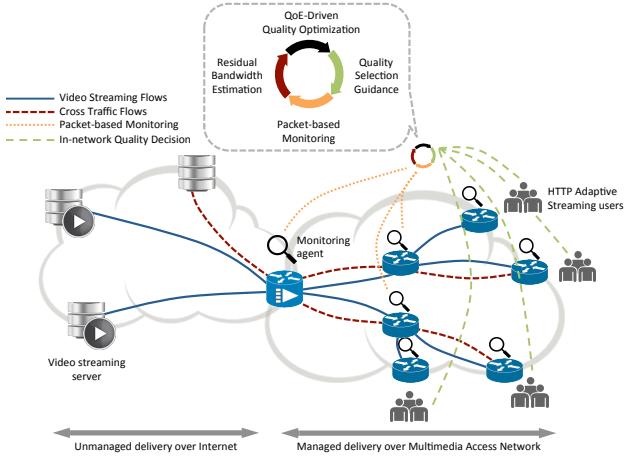 QoE-Driven
Quality Optimization
Residual
Bandwidth
Estimation
Quality
Selection
Guidance
Packet-based
Monitoring
Video Streaming Flows
Cross Traffic Flows
Packet-based Monitoring
In-network Quality Decision
HTTP Adaptive
Streaming users
Monitoring
agent
Video streaming
server
Unmanaged delivery over Internet
Managed delivery over Multimedia Access Network